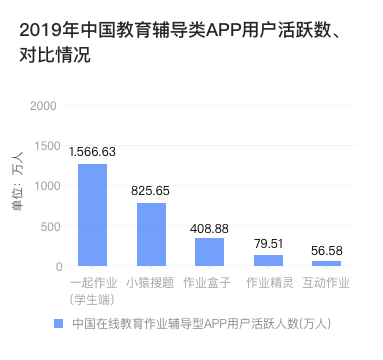 2019年中国教育辅导类APP用户活跃数、
对比情况
单位：万人
2000
1500
1000
500
0
1.566.63
825.65
408.88
79.51
56.58
一起作业
(学生端)
小猿搜题
作业盒子
作业精灵
互动作业
中国在线教育作业辅导型APP用户活跃人数(万人)